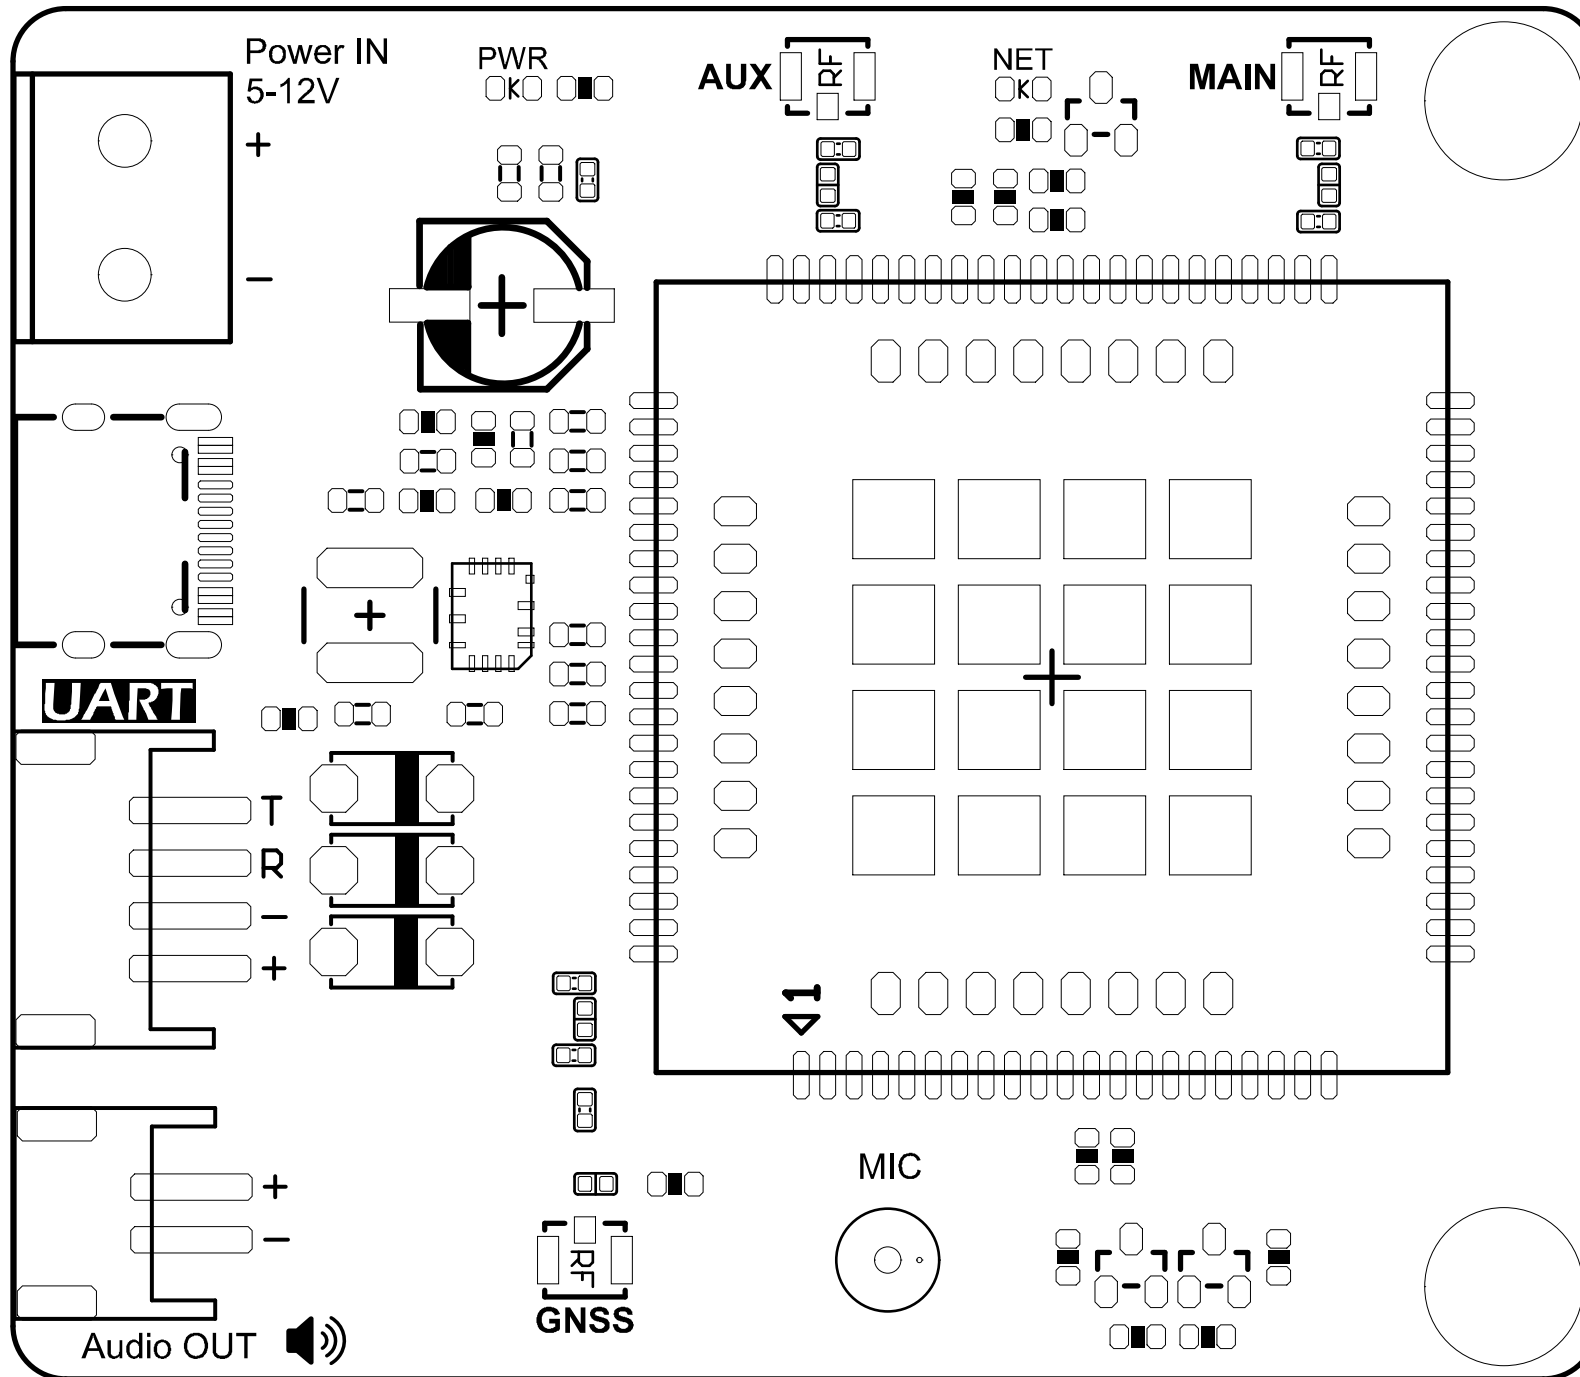 Power IN
5-12V
+
−
PWR
K
AUX
RF
NET
K
MAIN
RF
+
+
UART
T
R
−
+
+
1
+
−
MIC
RF
GNSS
Audio OUT